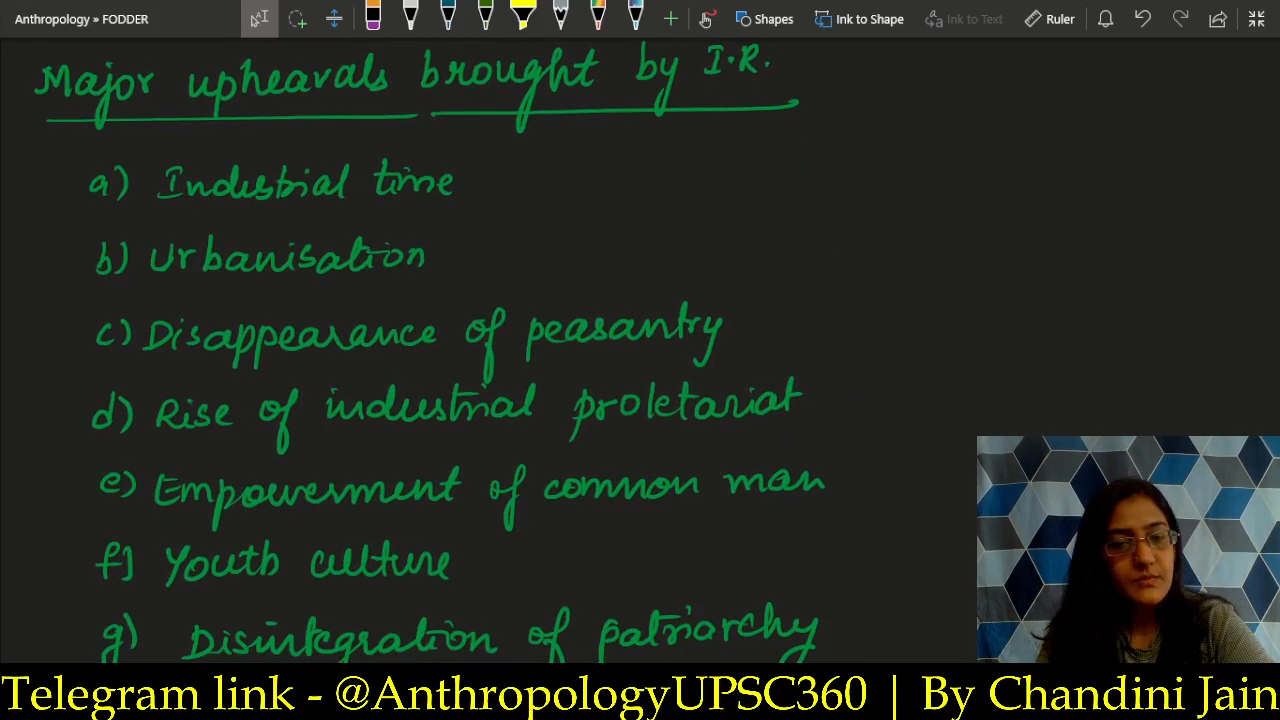 Anthropology » FODDER
Shapes
Ink to Shape
Ink to Text
Ruler
Major upheavals brought by I.R.
a) Industrial time
b) Urbanisation
c) Disappearance of peasantry
d) Rise of industrial proletariat
e) Empowerment of common man
f) Youth culture
g) Disintegration of patriarchy
Telegram link - @AnthropologyUPSC360 | By Chandini Jain